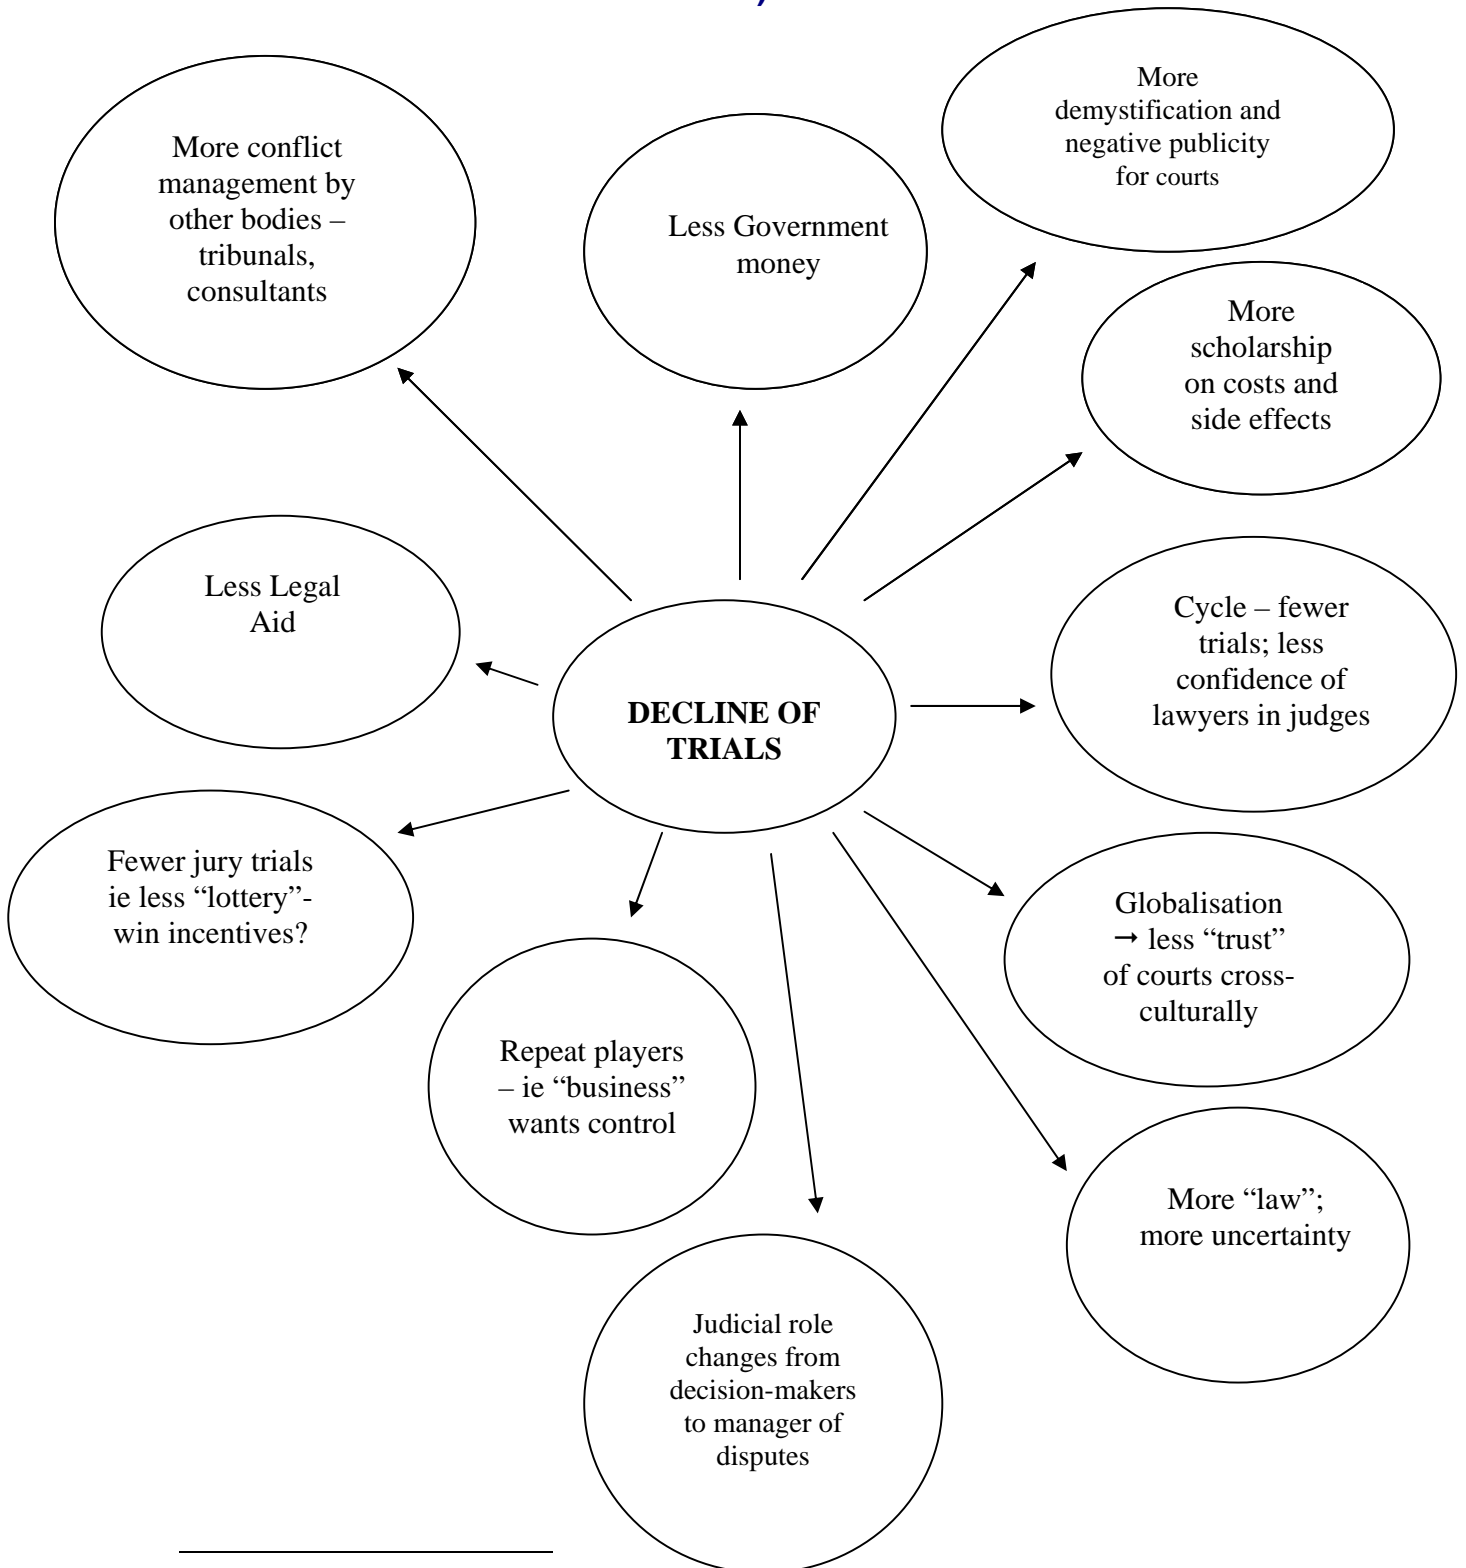 More conflict
management by
other bodies –
tribunals,
consultants
Less Government
money
More
demystification and
negative publicity
for courts
More
scholarship
on costs and
side effects
Less Legal
Aid
DECLINE OF
TRIALS
Cycle – fewer
trials; less
confidence of
lawyers in judges
Fewer jury trials
ie less “lottery”-
win incentives?
Globalisation
→ less “trust”
of courts cross-
culturally
Repeat players
– ie “business”
wants control
More “law”;
more uncertainty
Judicial role
changes from
decision-makers
to manager of
disputes